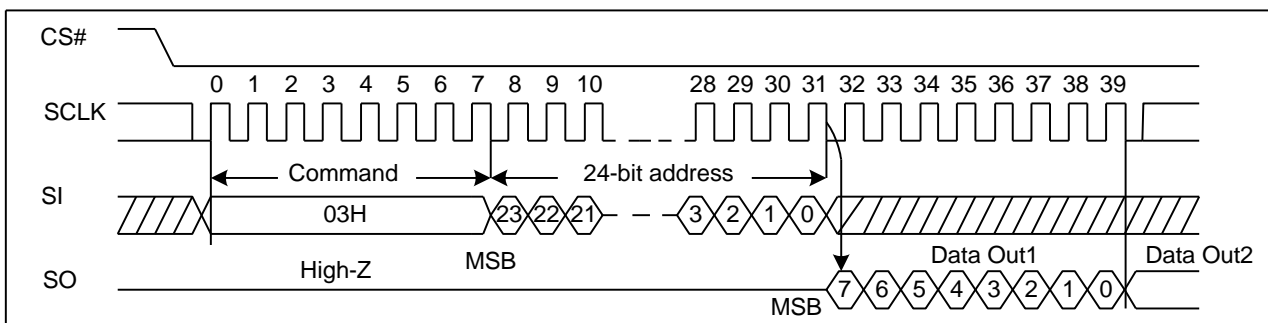 CS#
0 1 2 3 4 5 6 7 8 9 10 28 29 30 31 32 33 34 35 36 37 38 39
SCLK
Command 24-bit address
SI
03H 23 22 21 3 2 1 0
High-Z MSB Data Out1 Data Out2
SO
MSB 7 6 5 4 3 2 1 0